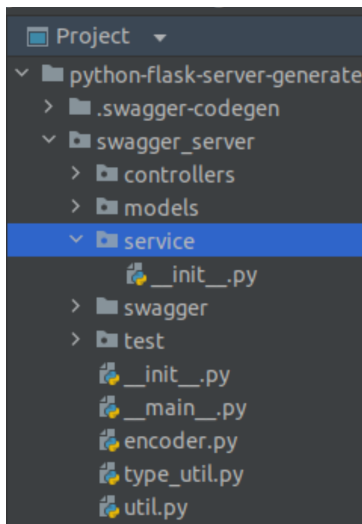 Project
python-flask-server-generate
.swagger-codegen
swagger_server
controllers
models
service
__init__.py
swagger
test
__init__.py
__main__.py
encoder.py
type_util.py
util.py